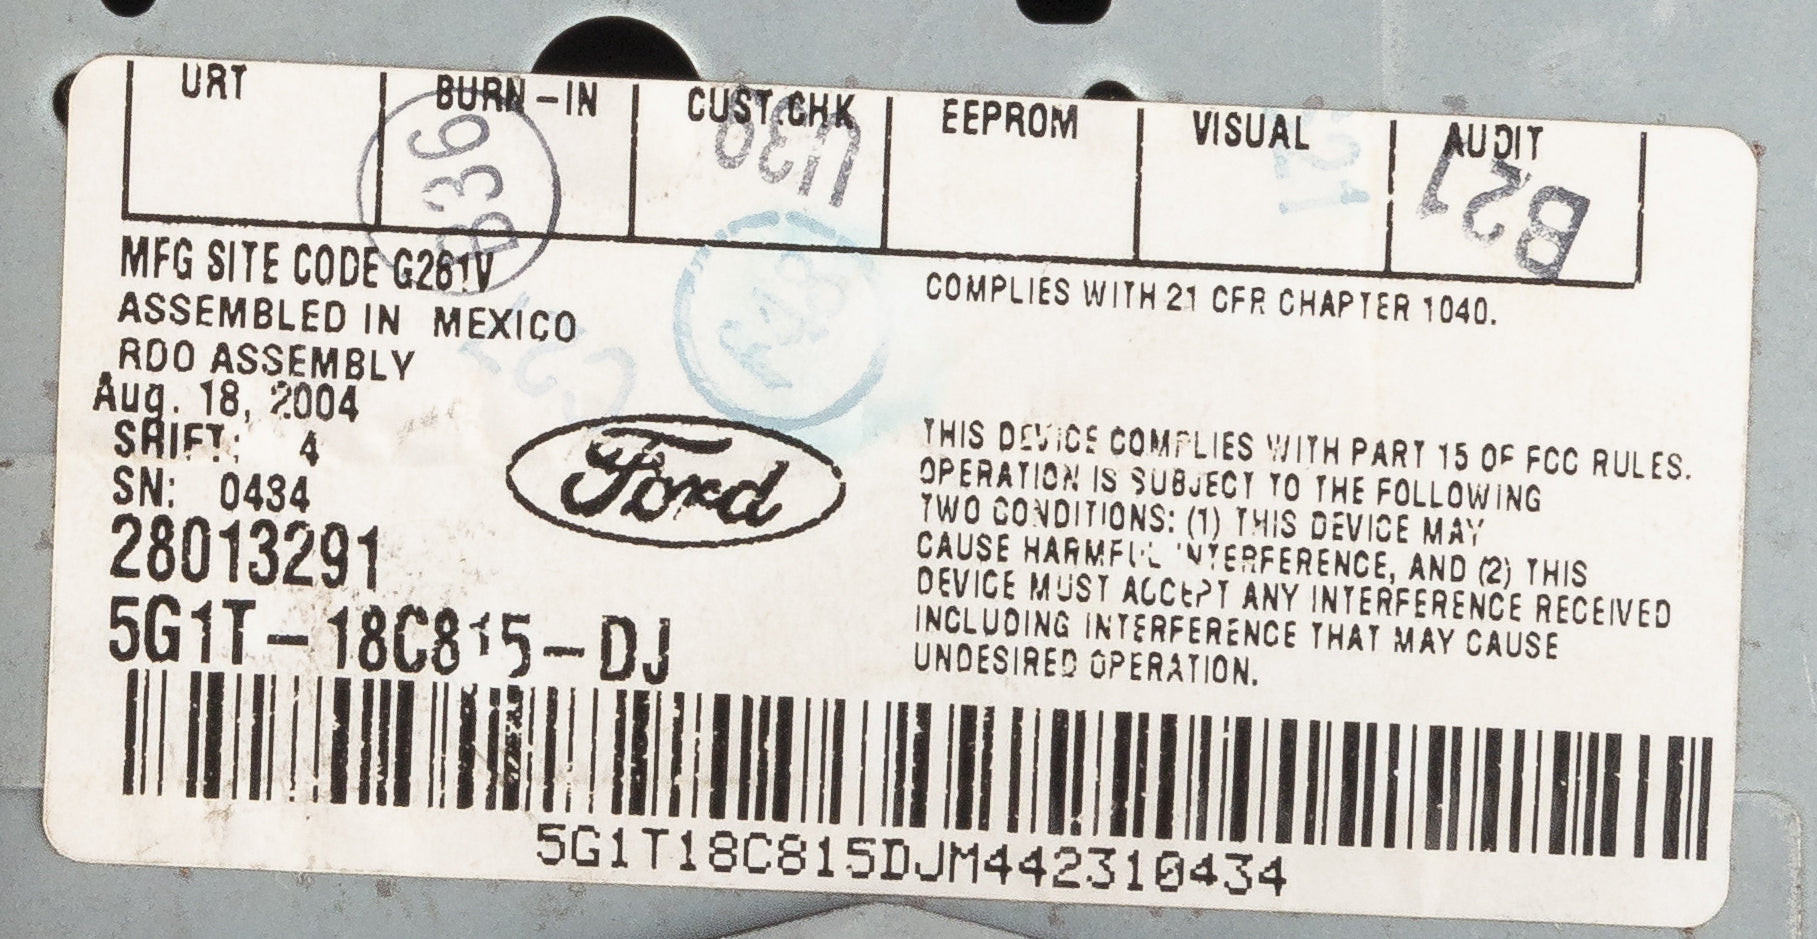 URT BURN-IN CUST.CHK EEPROM VISUAL AUDIT
B36 U30 21 B21
MFG SITE CODE G261V
ASSEMBLED IN MEXICO
RDO ASSEMBLY
Aug. 18, 2004
SHIFT: 4
SN: 0434
28013291
5G1T-18C815-DJ
Ford
COMPLIES WITH 21 CFR CHAPTER 1040.
THIS DEVICE COMPLIES WITH PART 15 OF FCC RULES.
OPERATION IS SUBJECT TO THE FOLLOWING
TWO CONDITIONS: (1) THIS DEVICE MAY
CAUSE HARMFUL INTERFERENCE, AND (2) THIS
DEVICE MUST ACCEPT ANY INTERFERENCE RECEIVED
INCLUDING INTERFERENCE THAT MAY CAUSE
UNDESIRED OPERATION.
5G1T18C815DJM442310434